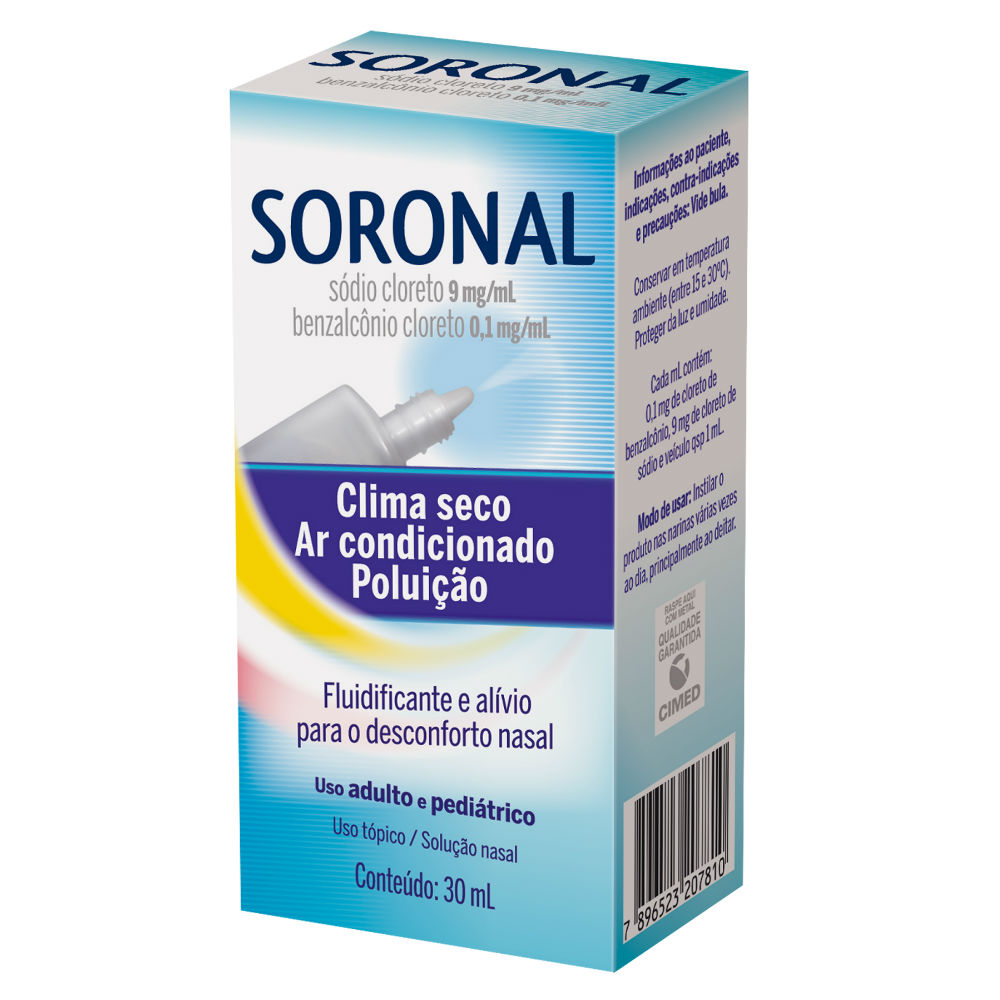 SORONAL
sódio cloreto 9 mg/mL
benzalcônio cloreto 0,1 mg/mL
SORONAL
sódio cloreto 9 mg/mL
benzalcônio cloreto 0,1 mg/mL
Clima seco
Ar condicionado
Poluição
Fluidificante e alívio
para o desconforto nasal
Uso adulto e pediátrico
Uso tópico / Solução nasal
Conteúdo: 30 mL
Informações ao paciente,
indicações, contra-indicações
e precauções: Vide bula.
Conservar em temperatura
ambiente (entre 15 e 30ºC).
Proteger da luz e umidade.
Cada mL contém:
0,1 mg de cloreto de
benzalcônio, 9 mg de cloreto de
sódio e veículo qsp 1 mL.
Modo de usar: Instilar o
produto nas narinas várias vezes
ao dia, principalmente ao deitar.
RASPE AQUI
COM METAL
QUALIDADE
GARANTIDA
CIMED
7 896523 207810